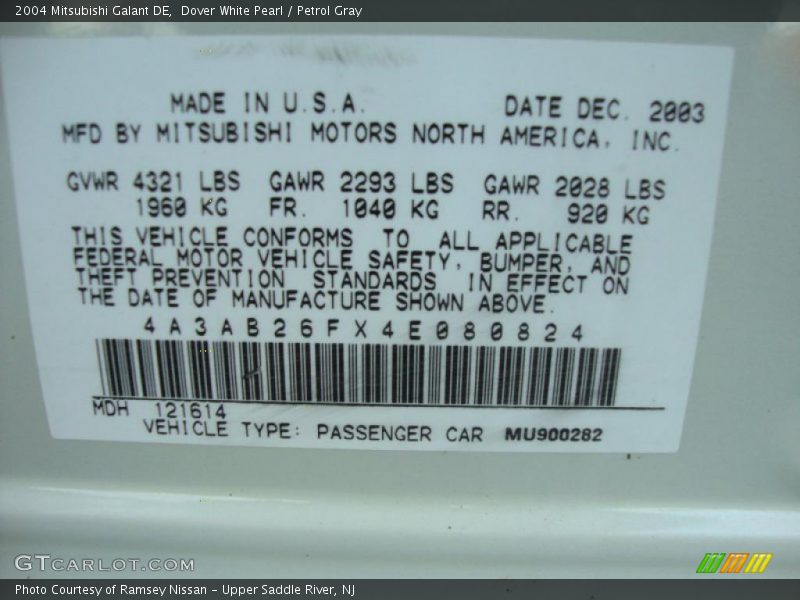 2004 Mitsubishi Galant DE,  Dover White Pearl / Petrol Gray
MADE IN U.S.A. DATE DEC. 2003
MFD BY MITSUBISHI MOTORS NORTH AMERICA, INC.
GVWR 4321 LBS GAWR 2293 LBS GAWR 2028 LBS
1960 KG FR. 1040 KG RR. 920 KG
THIS VEHICLE CONFORMS TO ALL APPLICABLE
FEDERAL MOTOR VEHICLE SAFETY, BUMPER, AND
THEFT PREVENTION STANDARDS IN EFFECT ON
THE DATE OF MANUFACTURE SHOWN ABOVE.
4A3AB26FX4E080824
MDH 121614
VEHICLE TYPE: PASSENGER CAR MU900282
GTCARLOT.COM
Photo Courtesy of Ramsey Nissan – Upper Saddle River, NJ